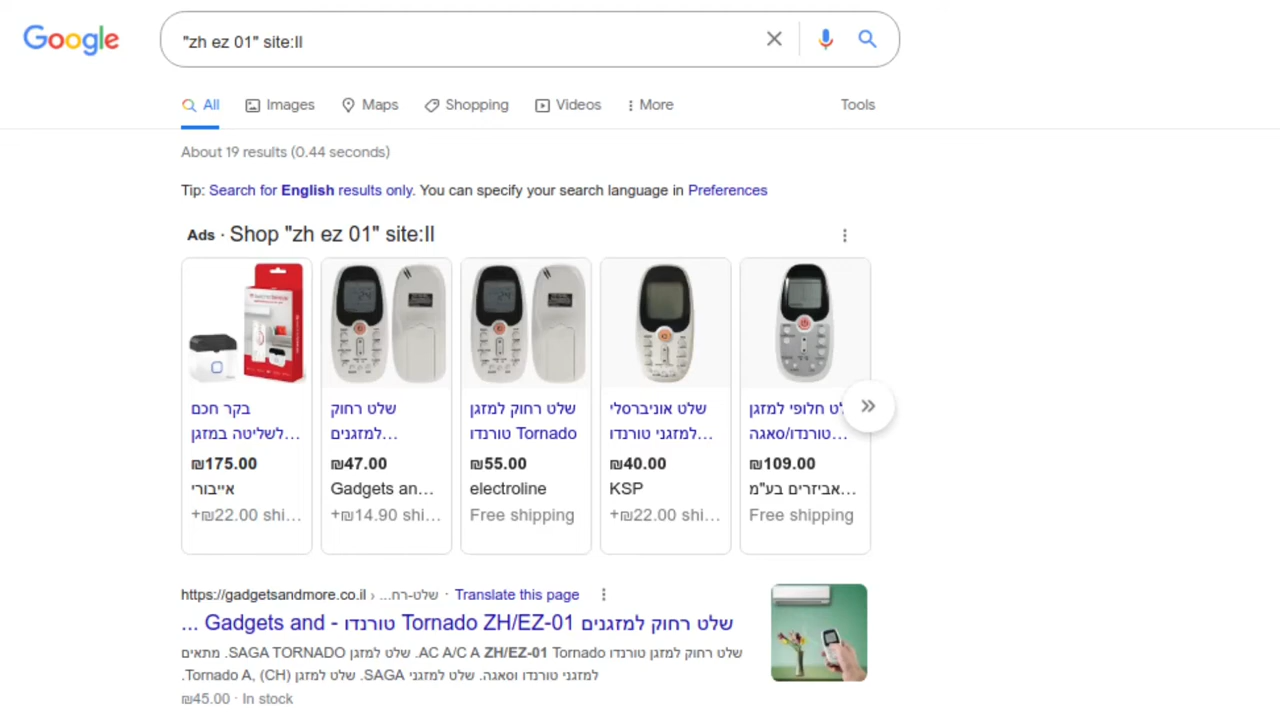 Google
"zh ez 01" site:Il
All Images Maps Shopping Videos More Tools
About 19 results (0.44 seconds)
Tip: Search for English results only. You can specify your search language in Preferences
Ads · Shop "zh ez 01" site:Il
בקר חכם
לשליטה במזגן...
₪175.00
אייבורי
+₪22.00 shi...
שלט רחוק
למזגנים...
₪47.00
Gadgets an...
+₪14.90 shi...
שלט רחוק למזגן
טורנדו Tornado
₪55.00
electroline
Free shipping
שלט אוניברסלי
למזגני טורנדו...
₪40.00
KSP
+₪22.00 shi...
לט חלופי למזגן
טורנדו/סאגה...
₪109.00
אביזרים בע"מ...
Free shipping
https://gadgetsandmore.co.il › שלט-רח... · Translate this page
שלט רחוק למזגנים Tornado ZH/EZ-01 טורנדו - Gadgets and ...
שלט רחוק למזגן טורנדו AC A/C A ZH/EZ-01 Tornado. שלט למזגן SAGA TORNADO. מתאים
למזגני טורנדו וסאגה. שלט למזגני SAGA. שלט למזגן Tornado A, (CH).
₪45.00 · In stock